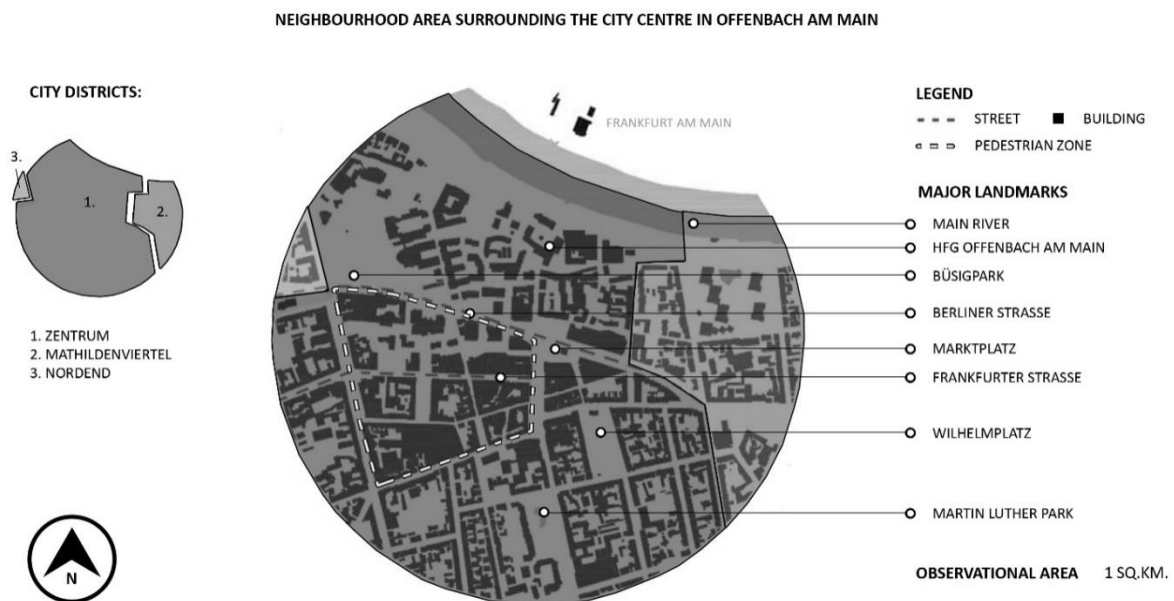 NEIGHBOURHOOD AREA SURROUNDING THE CITY CENTRE IN OFFENBACH AM MAIN
CITY DISTRICTS:
3.
1.
2.
1. ZENTRUM
2. MATHILDENVIERTEL
3. NORDEND
N
FRANKFURT AM MAIN
LEGEND
STREET
BUILDING
PEDESTRIAN ZONE
MAJOR LANDMARKS
MAIN RIVER
HFG OFFENBACH AM MAIN
BÜSIGPARK
BERLINER STRASSE
MARKTPLATZ
FRANKFURTER STRASSE
WILHELMPLATZ
MARTIN LUTHER PARK
OBSERVATIONAL AREA 1 SQ.KM.